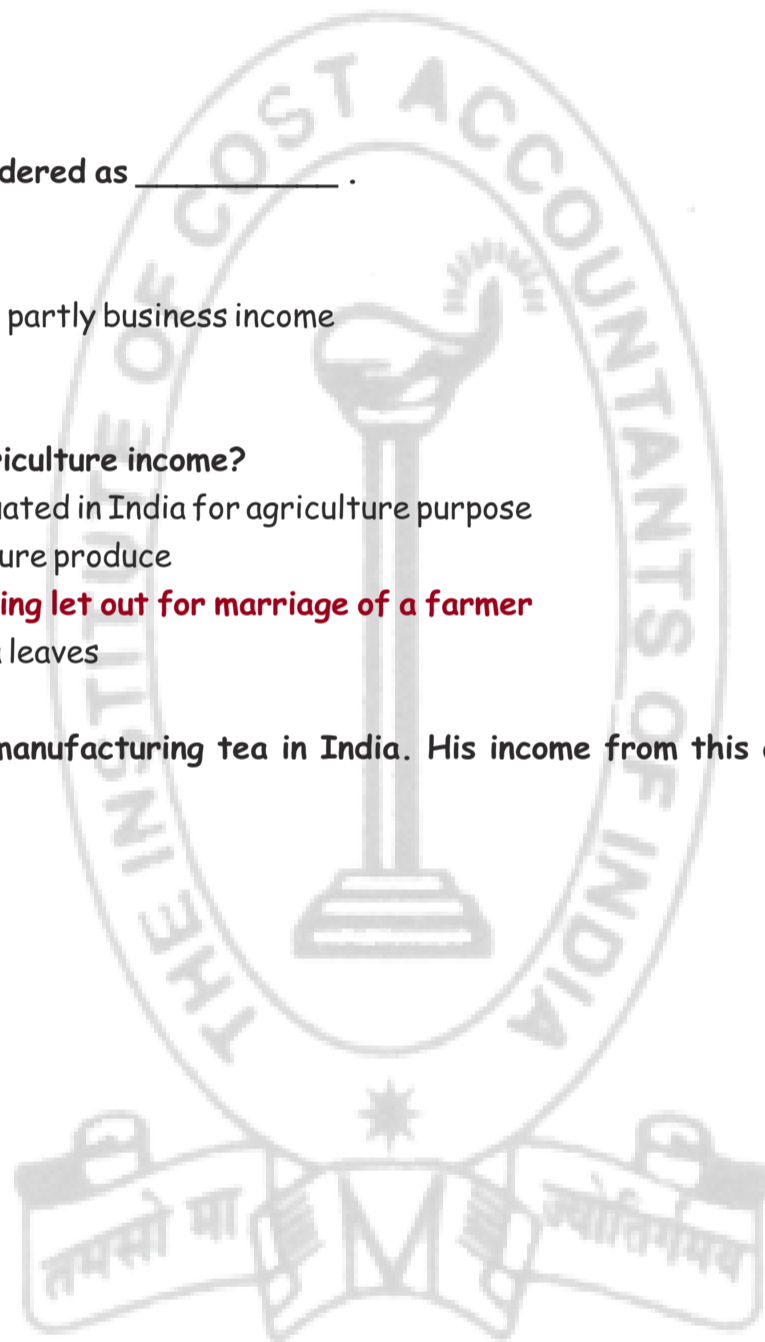 dered as ____________ .
partly business income
riculture income?
uated in India for agriculture purpose
ure produce
ing let out for marriage of a farmer
leaves
manufacturing tea in India. His income from this
THE INSTITUTE OF COST ACCOUNTANTS OF INDIA
तमसो मा ज्योतिर्गमय